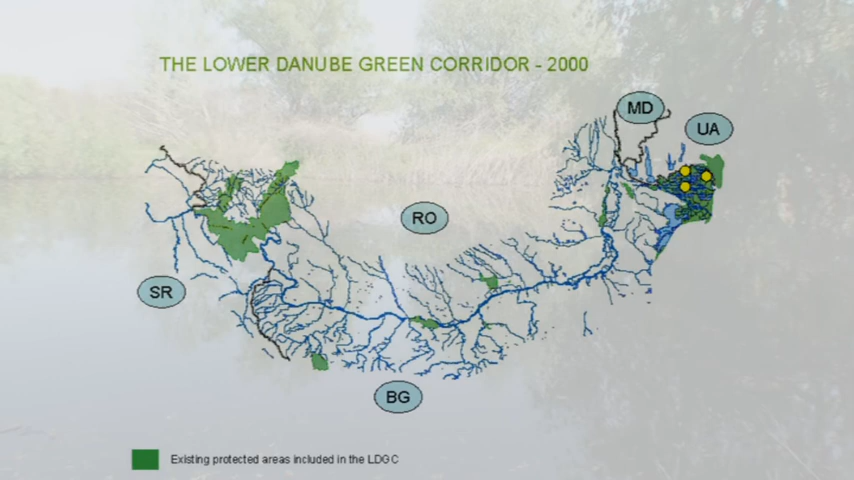 THE LOWER DANUBE GREEN CORRIDOR - 2000
MD
UA
RO
SR
BG
Existing protected areas included in the LDGC